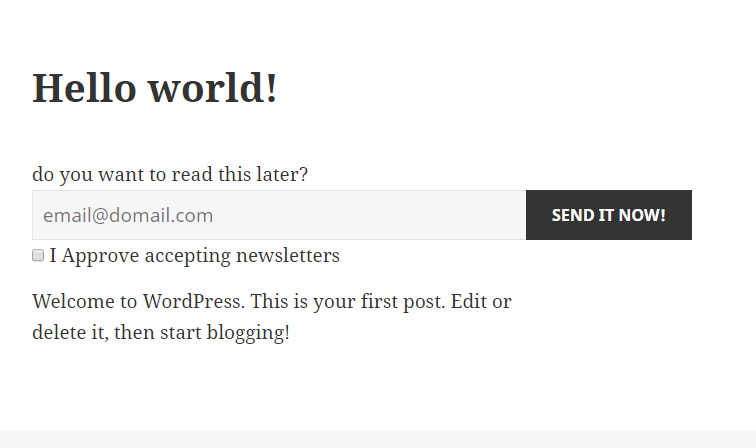 Hello world!
do you want to read this later?
email@domail.com
SEND IT NOW!
I Approve accepting newsletters
Welcome to WordPress. This is your first post. Edit or
delete it, then start blogging!